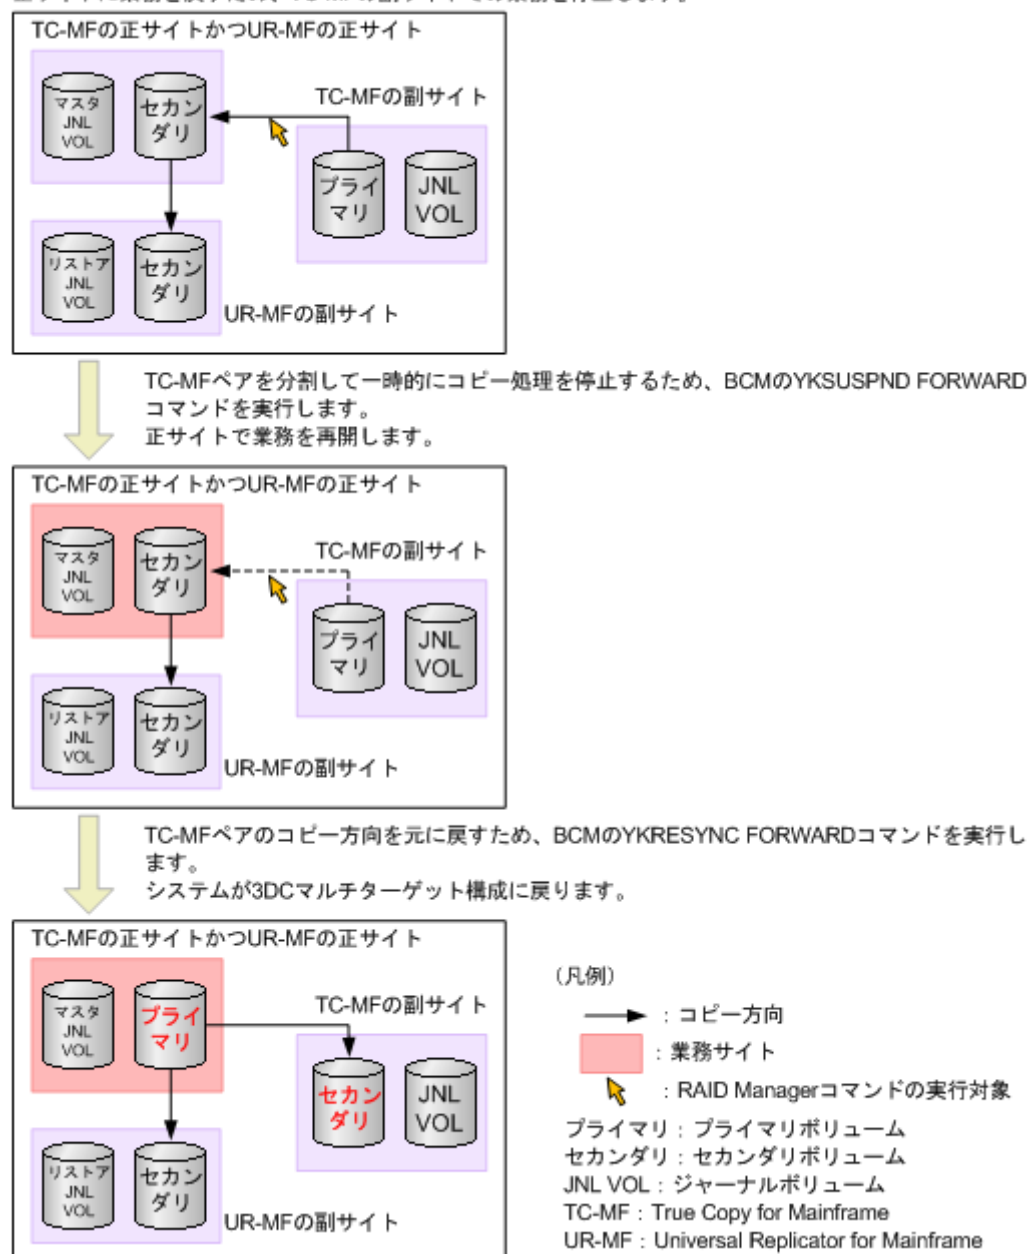 TC-MFの正サイトかつUR-MFの正サイト
マスタ
JNL
VOL
セカン
ダリ
TC-MFの副サイト
プライ
マリ
JNL
VOL
リストア
JNL
VOL
セカン
ダリ
UR-MFの副サイト
TC-MFペアを分割して一時的にコピー処理を停止するため、BCMのYKSUSPND FORWARD
コマンドを実行します。
正サイトで業務を再開します。
TC-MFの正サイトかつUR-MFの正サイト
マスタ
JNL
VOL
セカン
ダリ
TC-MFの副サイト
プライ
マリ
JNL
VOL
リストア
JNL
VOL
セカン
ダリ
UR-MFの副サイト
TC-MFペアのコピー方向を元に戻すため、BCMのYKRESYNC FORWARDコマンドを実行し
ます。
システムが3DCマルチターゲット構成に戻ります。
TC-MFの正サイトかつUR-MFの正サイト
マスタ
JNL
VOL
プライ
マリ
TC-MFの副サイト
セカン
ダリ
JNL
VOL
リストア
JNL
VOL
セカン
ダリ
UR-MFの副サイト
（凡例）
：コピー方向
：業務サイト
：RAID Managerコマンドの実行対象
プライマリ：プライマリボリューム
セカンダリ：セカンダリボリューム
JNL VOL：ジャーナルボリューム
TC-MF：True Copy for Mainframe
UR-MF：Universal Replicator for Mainframe